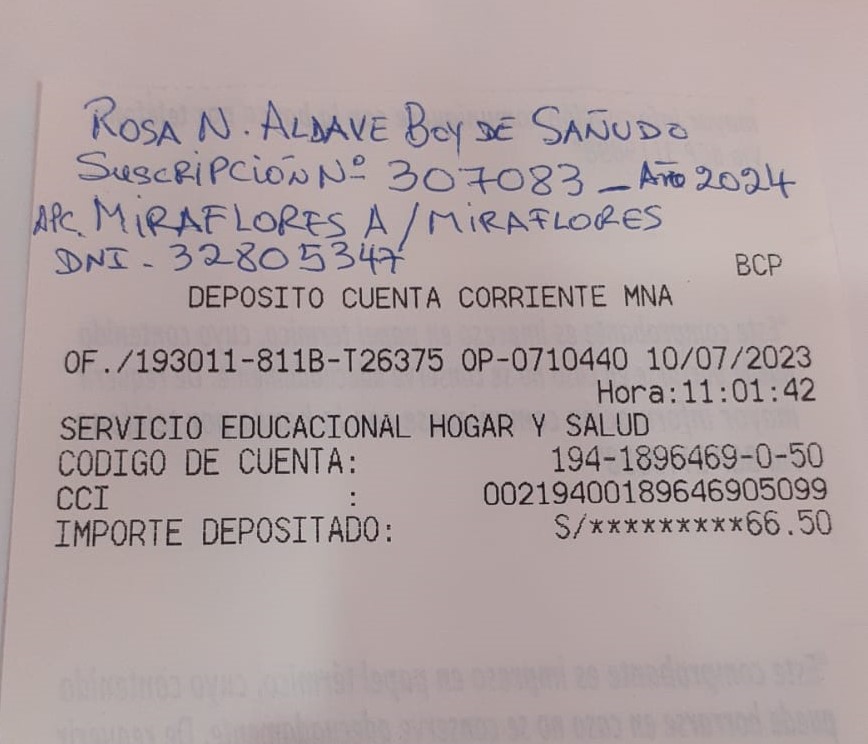 ROSA N. ALDAVE BOY DE SAÑUDO
SUSCRIPCIÓN Nº 307083 - AÑO 2024
APC. MIRAFLORES A / MIRAFLORES
DNI - 32805347
BCP
DEPOSITO CUENTA CORRIENTE MNA
OF./193011-811B-T26375 OP-0710440 10/07/2023
Hora:11:01:42
SERVICIO EDUCACIONAL HOGAR Y SALUD
CODIGO DE CUENTA: 194-1896469-0-50
CCI : 00219400189646905099
IMPORTE DEPOSITADO: S/*********66.50